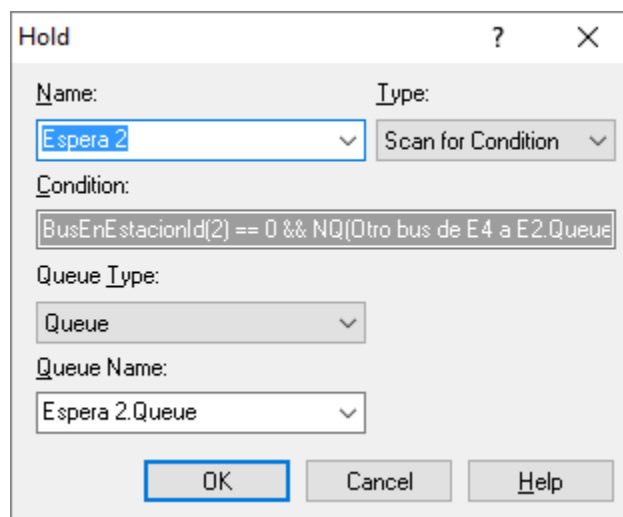 Hold ?
Name: Type:
Espera 2 Scan for Condition
Condition:
BusEnEstacionId(2) == 0 && NQ(Otro bus de E4 a E2.Queue
Queue Type:
Queue
Queue Name:
Espera 2.Queue
OK Cancel Help